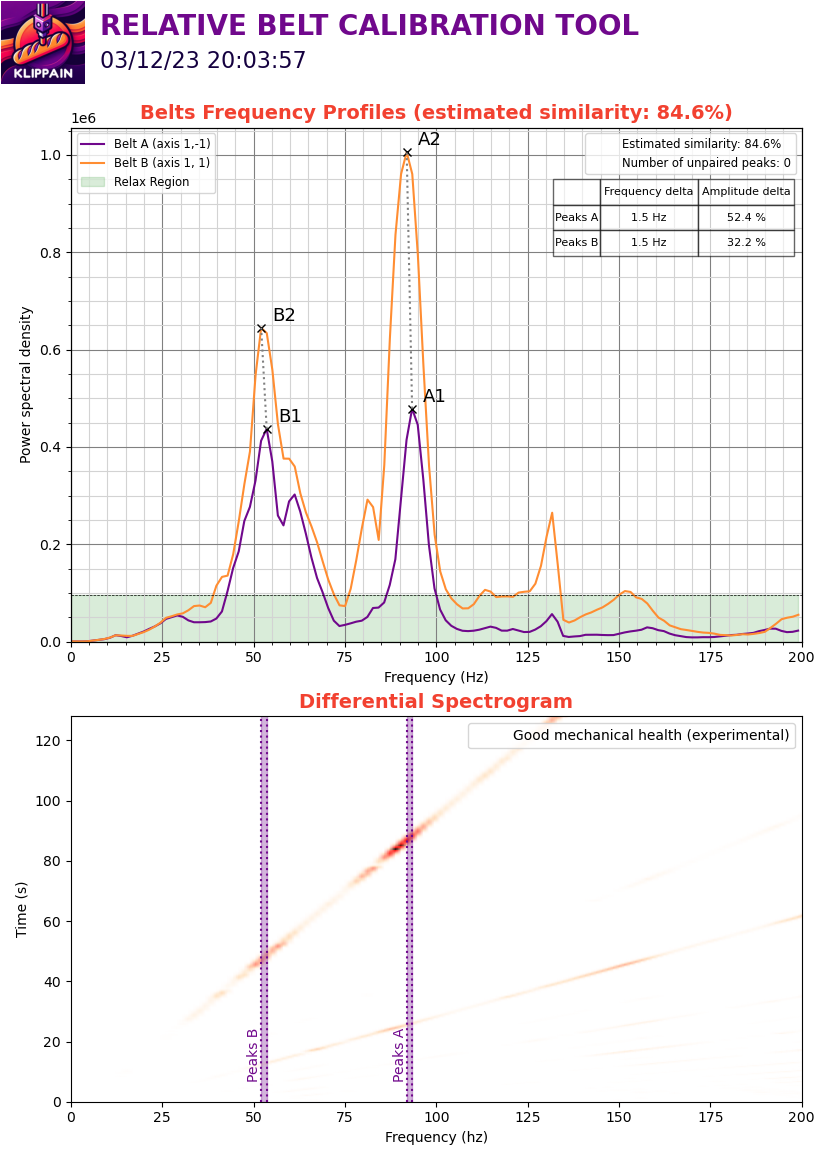 KLIPPAIN
RELATIVE BELT CALIBRATION TOOL
03/12/23 20:03:57
Belts Frequency Profiles (estimated similarity: 84.6%)
1e6
Belt A (axis 1,-1)
Belt B (axis 1, 1)
Relax Region
Estimated similarity: 84.6%
Number of unpaired peaks: 0
Frequency delta Amplitude delta
Peaks A 1.5 Hz 52.4 %
Peaks B 1.5 Hz 32.2 %
A2
B2
A1
B1
Power spectral density
1.0
0.8
0.6
0.4
0.2
0.0
0 25 50 75 100 125 150 175 200
Frequency (Hz)
Differential Spectrogram
Good mechanical health (experimental)
Time (s)
120
100
80
60
40
20
0
Peaks B
Peaks A
0 25 50 75 100 125 150 175 200
Frequency (hz)